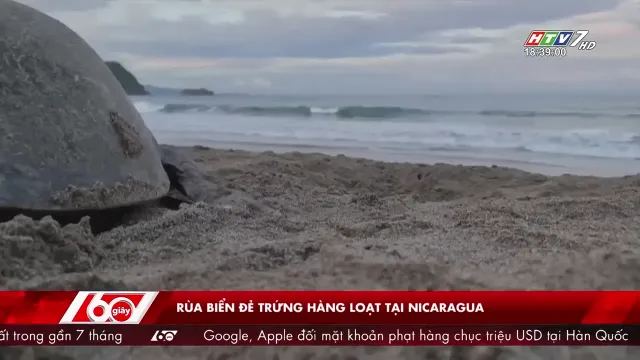 HTV7 HD
18:39:00
60 giây
RÙA BIỂN ĐẺ TRỨNG HÀNG LOẠT TẠI NICARAGUA
ất trong gần 7 tháng 60 Google, Apple đối mặt khoản phạt hàng chục triệu USD tại Hàn Quốc